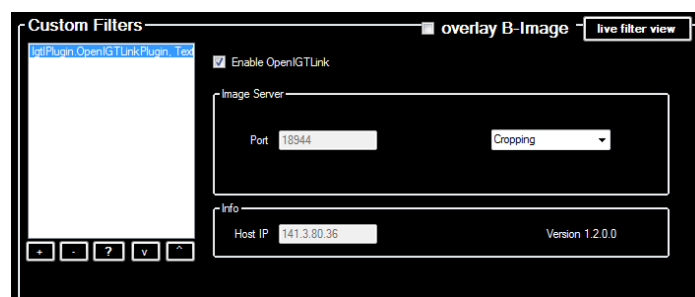 Custom Filters
overlay B-Image
live filter view
IgtlPlugin.OpenIGTLinkPlugin, Text
Enable OpenIGTLink
Image Server
Port 18944 Cropping
Info
Host IP 141.3.80.36 Version 1.2.0.0
+ - ? v ^